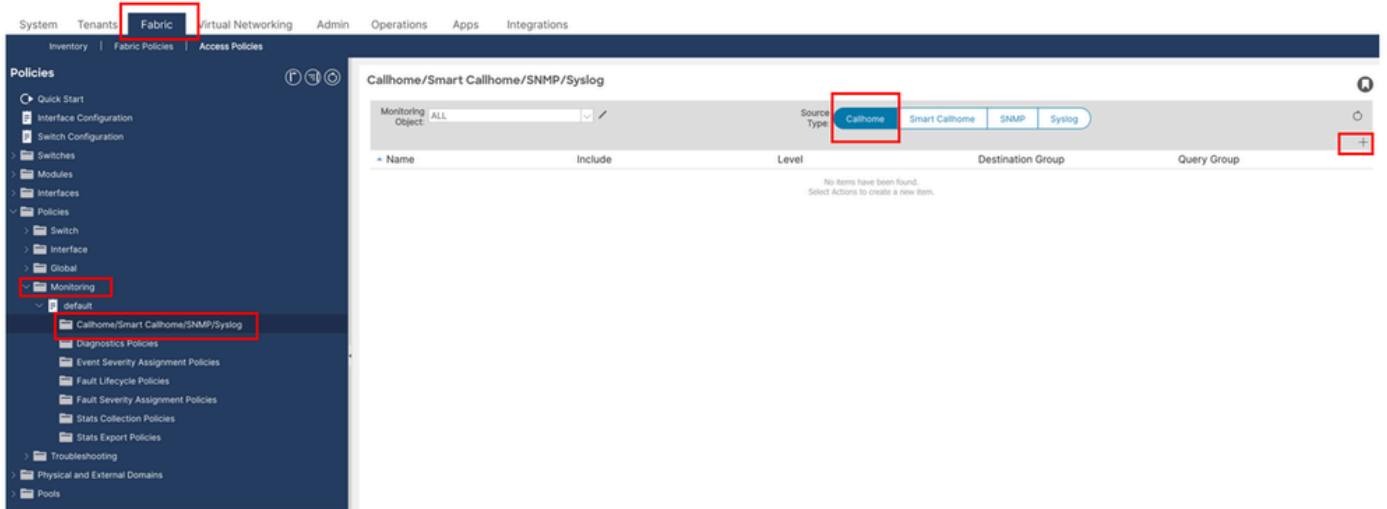 System Tenants Fabric Virtual Networking Admin Operations Apps Integrations
Inventory | Fabric Policies | Access Policies
Policies
Quick Start
Interface Configuration
Switch Configuration
Switches
Modules
Interfaces
Policies
Switch
Interface
Global
Monitoring
default
Callhome/Smart Callhome/SNMP/Syslog
Diagnostics Policies
Event Severity Assignment Policies
Fault Lifecycle Policies
Fault Severity Assignment Policies
Stats Collection Policies
Stats Export Policies
Troubleshooting
Physical and External Domains
Pools
Callhome/Smart Callhome/SNMP/Syslog
Monitoring Object: ALL
Source Type: Callhome Smart Callhome SNMP Syslog
Name Include Level Destination Group Query Group
No items have been found.
Select Actions to create a new item.